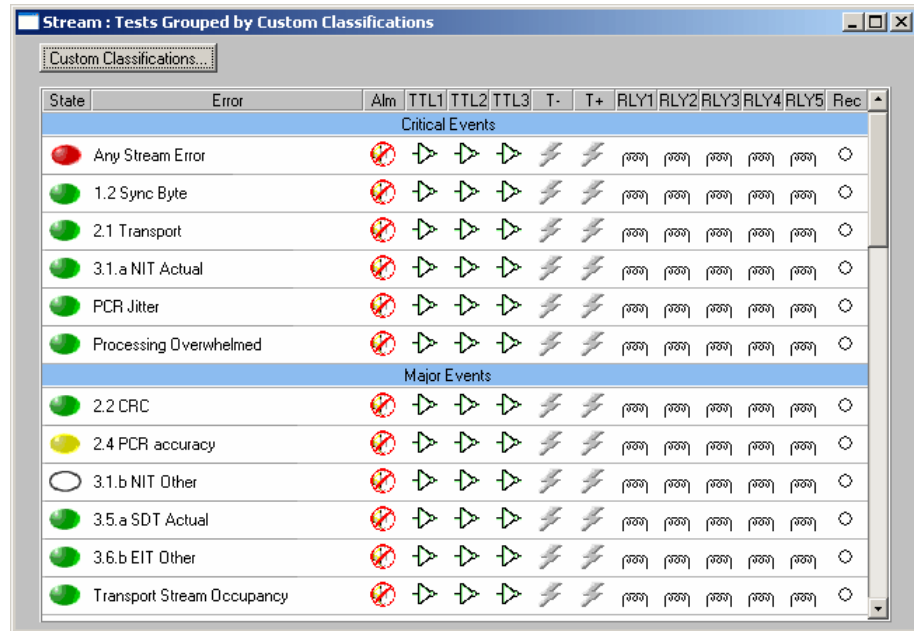 Stream : Tests Grouped by Custom Classifications
Custom Classifications...
State Error Alm TTL1 TTL2 TTL3 T- T+ RLY1 RLY2 RLY3 RLY4 RLY5 Rec
Critical Events
Any Stream Error
1.2 Sync Byte
2.1 Transport
3.1.a NIT Actual
PCR Jitter
Processing Overwhelmed
Major Events
2.2 CRC
2.4 PCR accuracy
3.1.b NIT Other
3.5.a SDT Actual
3.6.b EIT Other
Transport Stream Occupancy